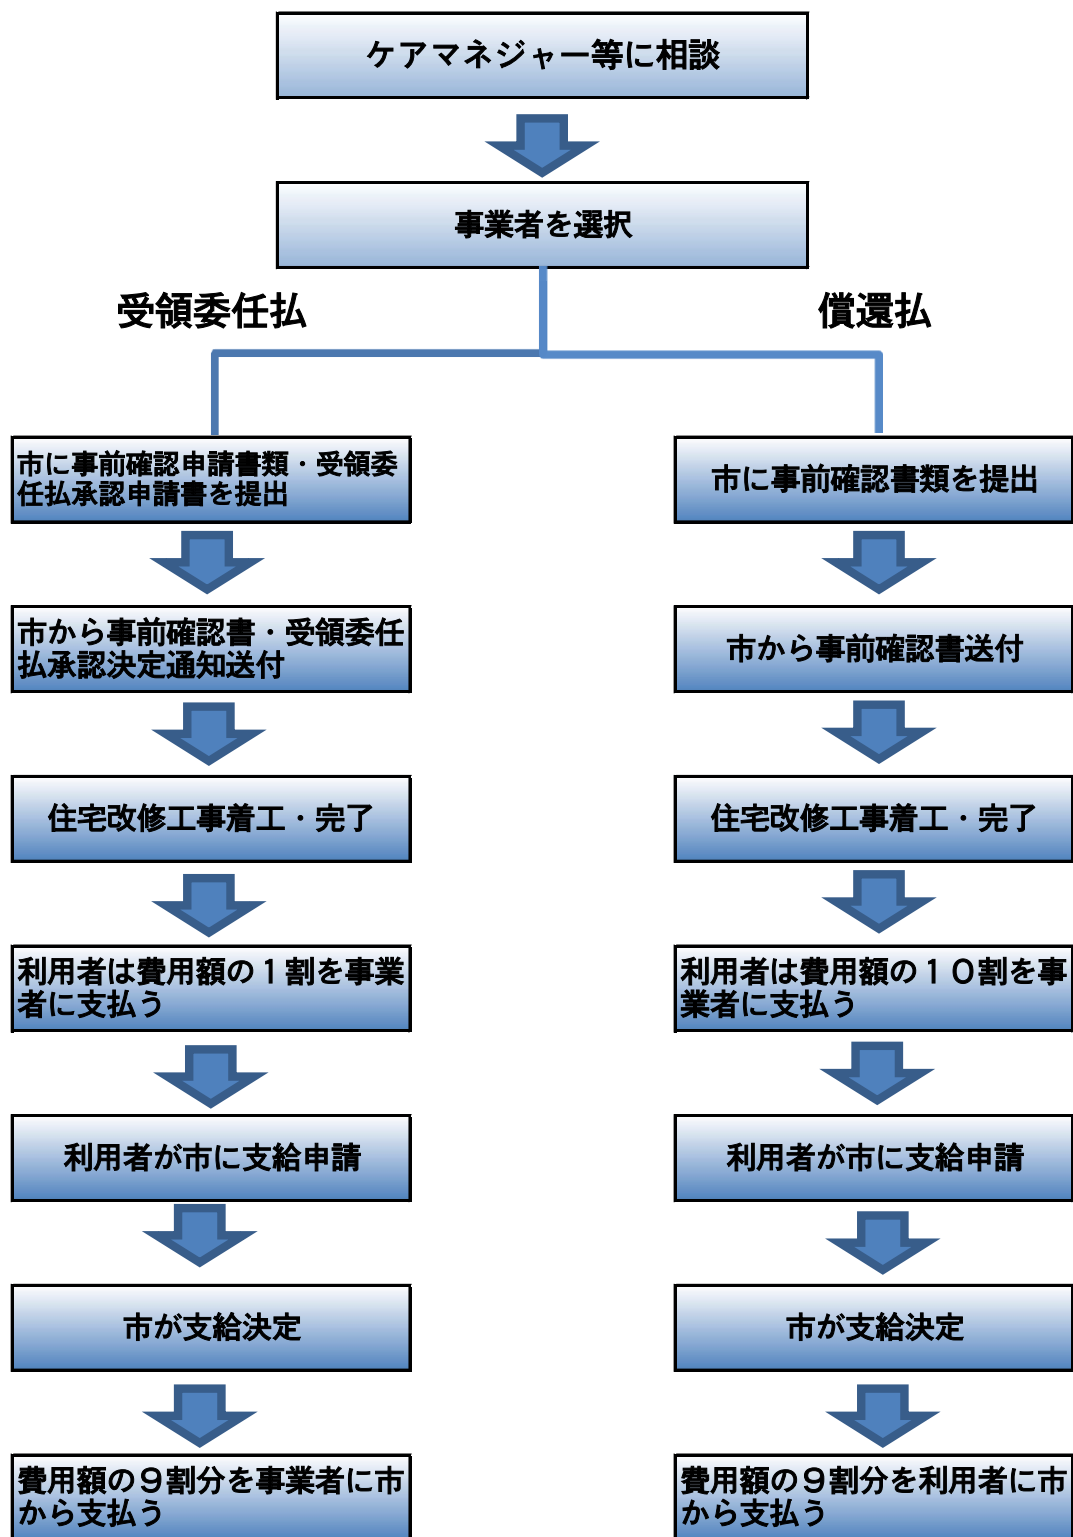 ケアマネジャー等に相談
事業者を選択
受領委任払
償還払
市に事前確認申請書類・受領委
任払承認申請書を提出
市から事前確認書・受領委任
払承認決定通知送付
住宅改修工事着工・完了
利用者は費用額の１割を事業
者に支払う
利用者が市に支給申請
市が支給決定
費用額の９割分を事業者に市
から支払う
市に事前確認書類を提出
市から事前確認書送付
住宅改修工事着工・完了
利用者は費用額の１０割を事
業者に支払う
利用者が市に支給申請
市が支給決定
費用額の９割分を利用者に市
から支払う